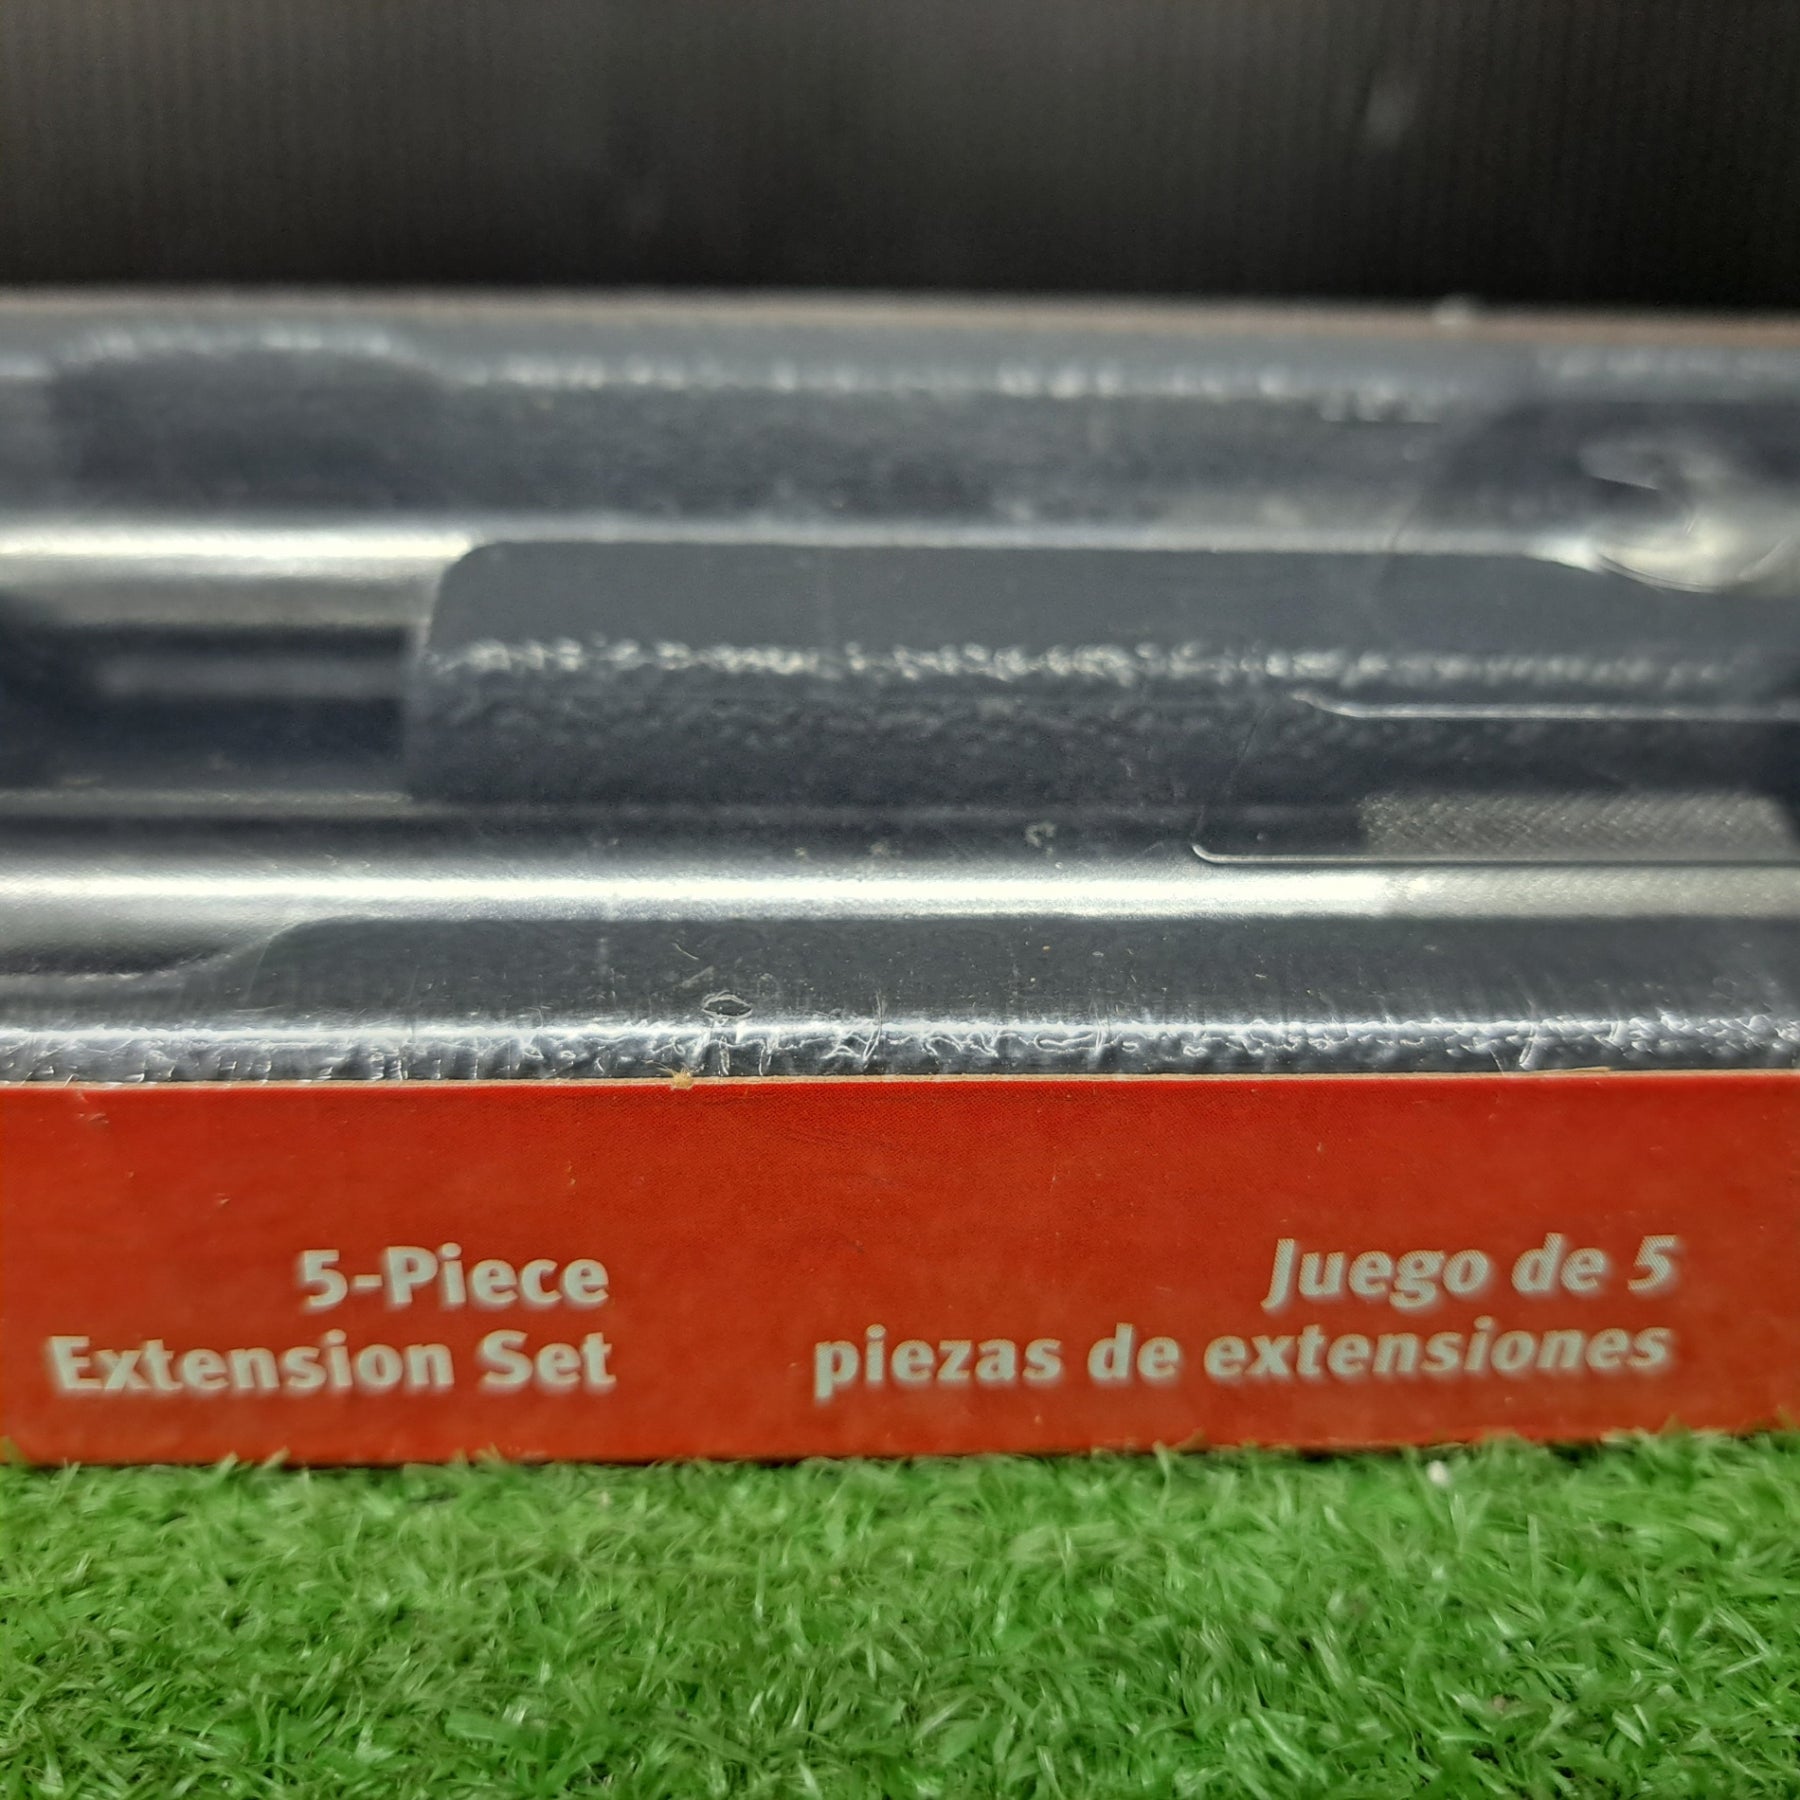 5-Piece
Extension Set
Juego de 5
piezas de extensiones